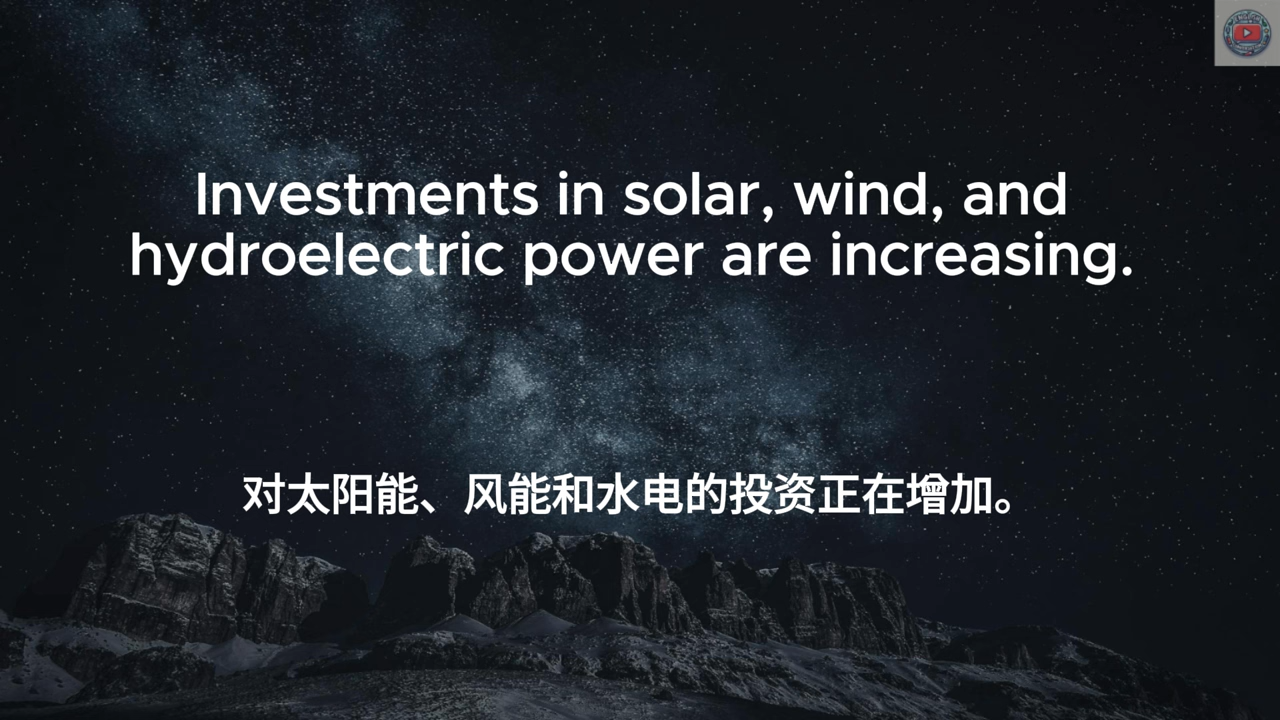 Investments in solar, wind, and
hydroelectric power are increasing.
对太阳能、风能和水电的投资正在增加。